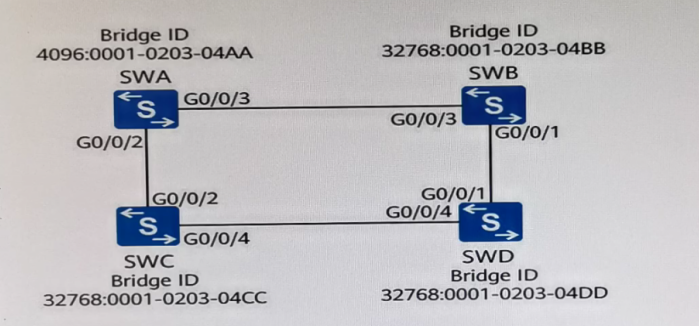 Bridge ID
4096:0001-0203-04AA
SWA
Bridge ID
32768:0001-0203-04BB
SWB
S
G0/0/3
G0/0/3
S
G0/0/2
G0/0/1
G0/0/2
G0/0/1
S
G0/0/4
G0/0/4
S
SWC
Bridge ID
32768:0001-0203-04CC
SWD
Bridge ID
32768:0001-0203-04DD